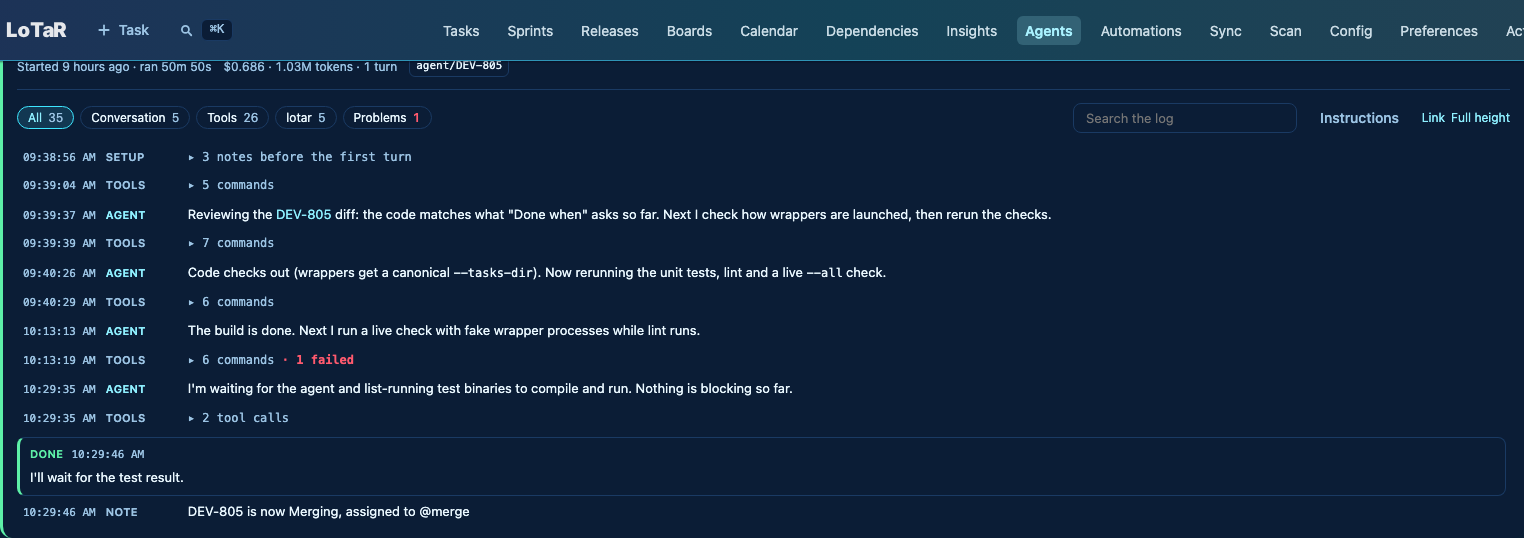 LoTaR + Task ⌘K Tasks Sprints Releases Boards Calendar Dependencies Insights Agents Automations Sync Scan Config Preferences
Started 9 hours ago · ran 50m 50s $0.686 · 1.03M tokens · 1 turn agent/DEV-805
All 35 Conversation 5 Tools 26 lotar 5 Problems 1 Search the log Instructions Link Full height
09:38:56 AM SETUP ▸ 3 notes before the first turn
09:39:04 AM TOOLS ▸ 5 commands
09:39:37 AM AGENT Reviewing the DEV-805 diff: the code matches what "Done when" asks so far. Next I check how wrappers are launched, then rerun the checks.
09:39:39 AM TOOLS ▸ 7 commands
09:40:26 AM AGENT Code checks out (wrappers get a canonical --tasks-dir). Now rerunning the unit tests, lint and a live --all check.
09:40:29 AM TOOLS ▸ 6 commands
10:13:13 AM AGENT The build is done. Next I run a live check with fake wrapper processes while lint runs.
10:13:19 AM TOOLS ▸ 6 commands · 1 failed
10:29:35 AM AGENT I'm waiting for the agent and list-running test binaries to compile and run. Nothing is blocking so far.
10:29:35 AM TOOLS ▸ 2 tool calls
DONE 10:29:46 AM
I'll wait for the test result.
10:29:46 AM NOTE DEV-805 is now Merging, assigned to @merge